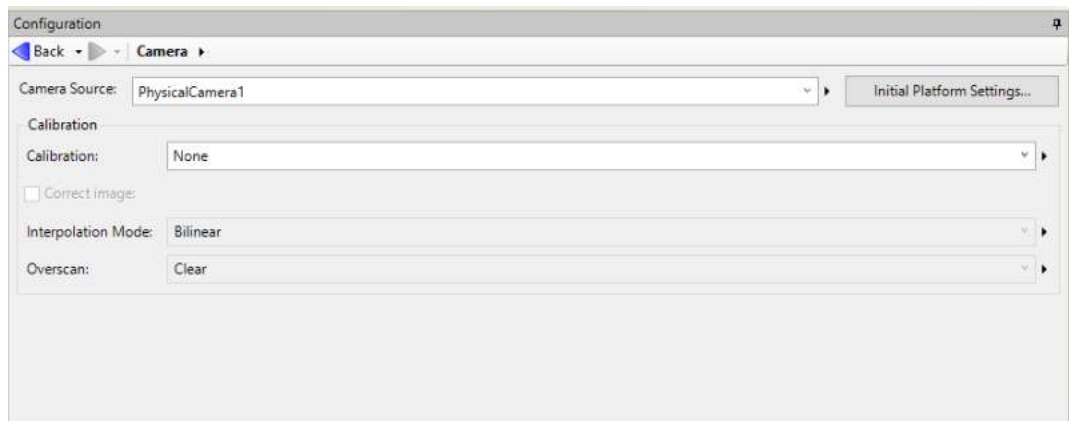 Configuration
Back Camera
Camera Source: PhysicalCamera1 Initial Platform Settings...
Calibration
Calibration: None
Correct image:
Interpolation Mode: Bilinear
Overscan: Clear